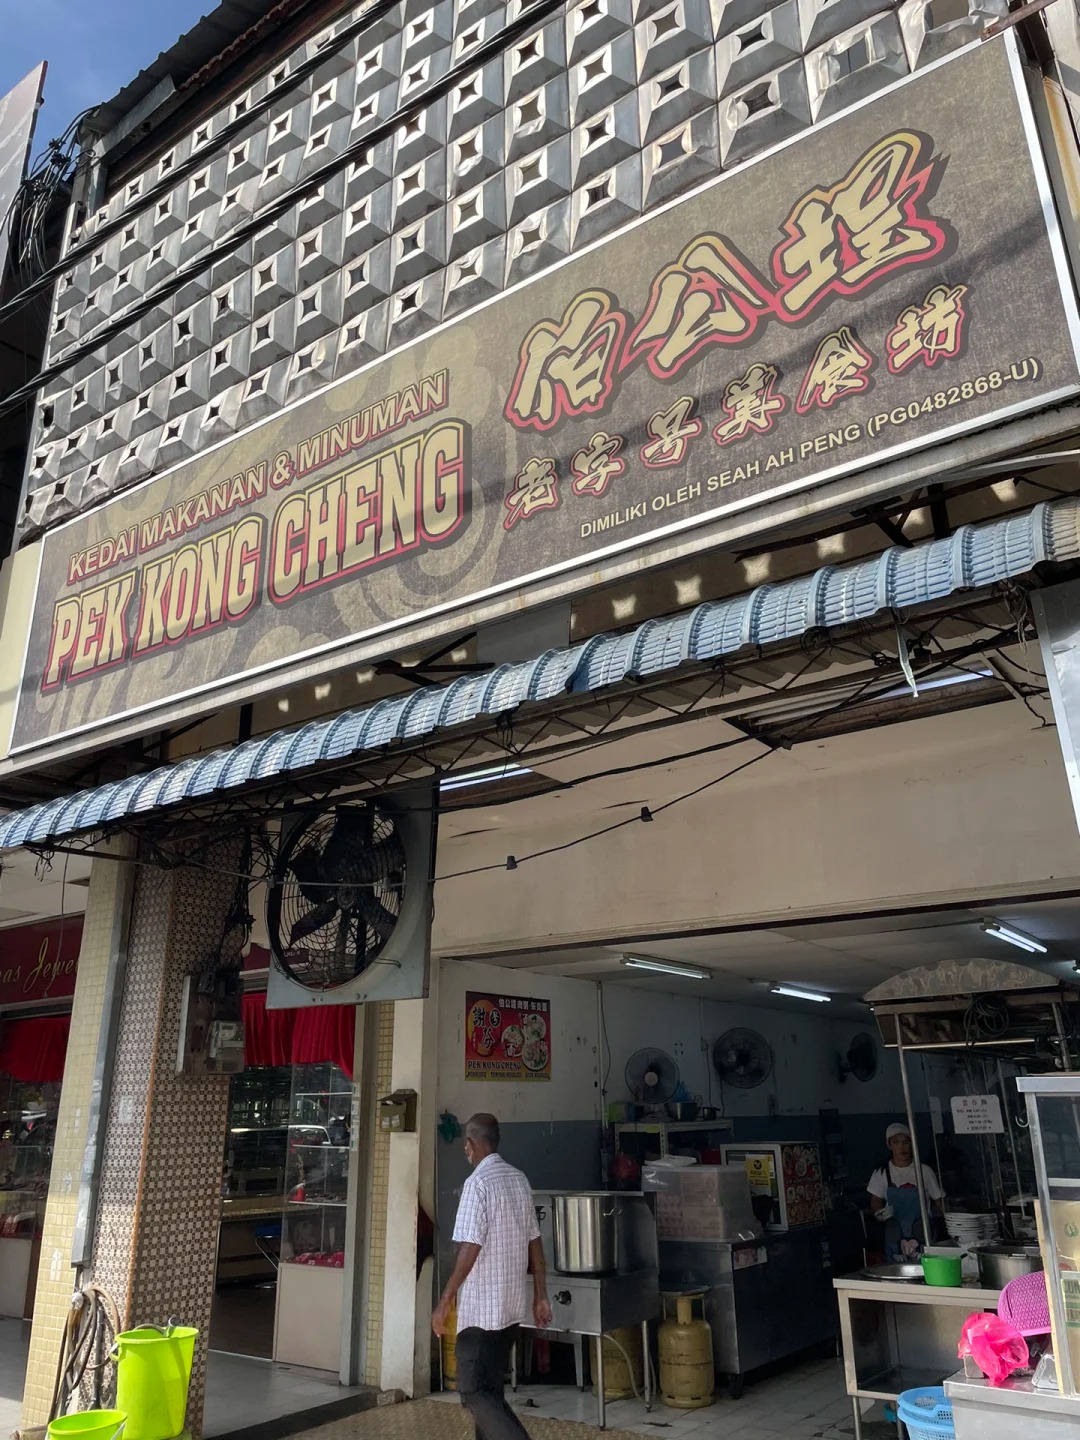 KEDAI MAKANAN & MINUMAN
PEK KONG CHENG
伯公埕
老字号美食坊
DIMILIKI OLEH SEAH AH PENG (PG0482868-U)
PEK KONG CHENG